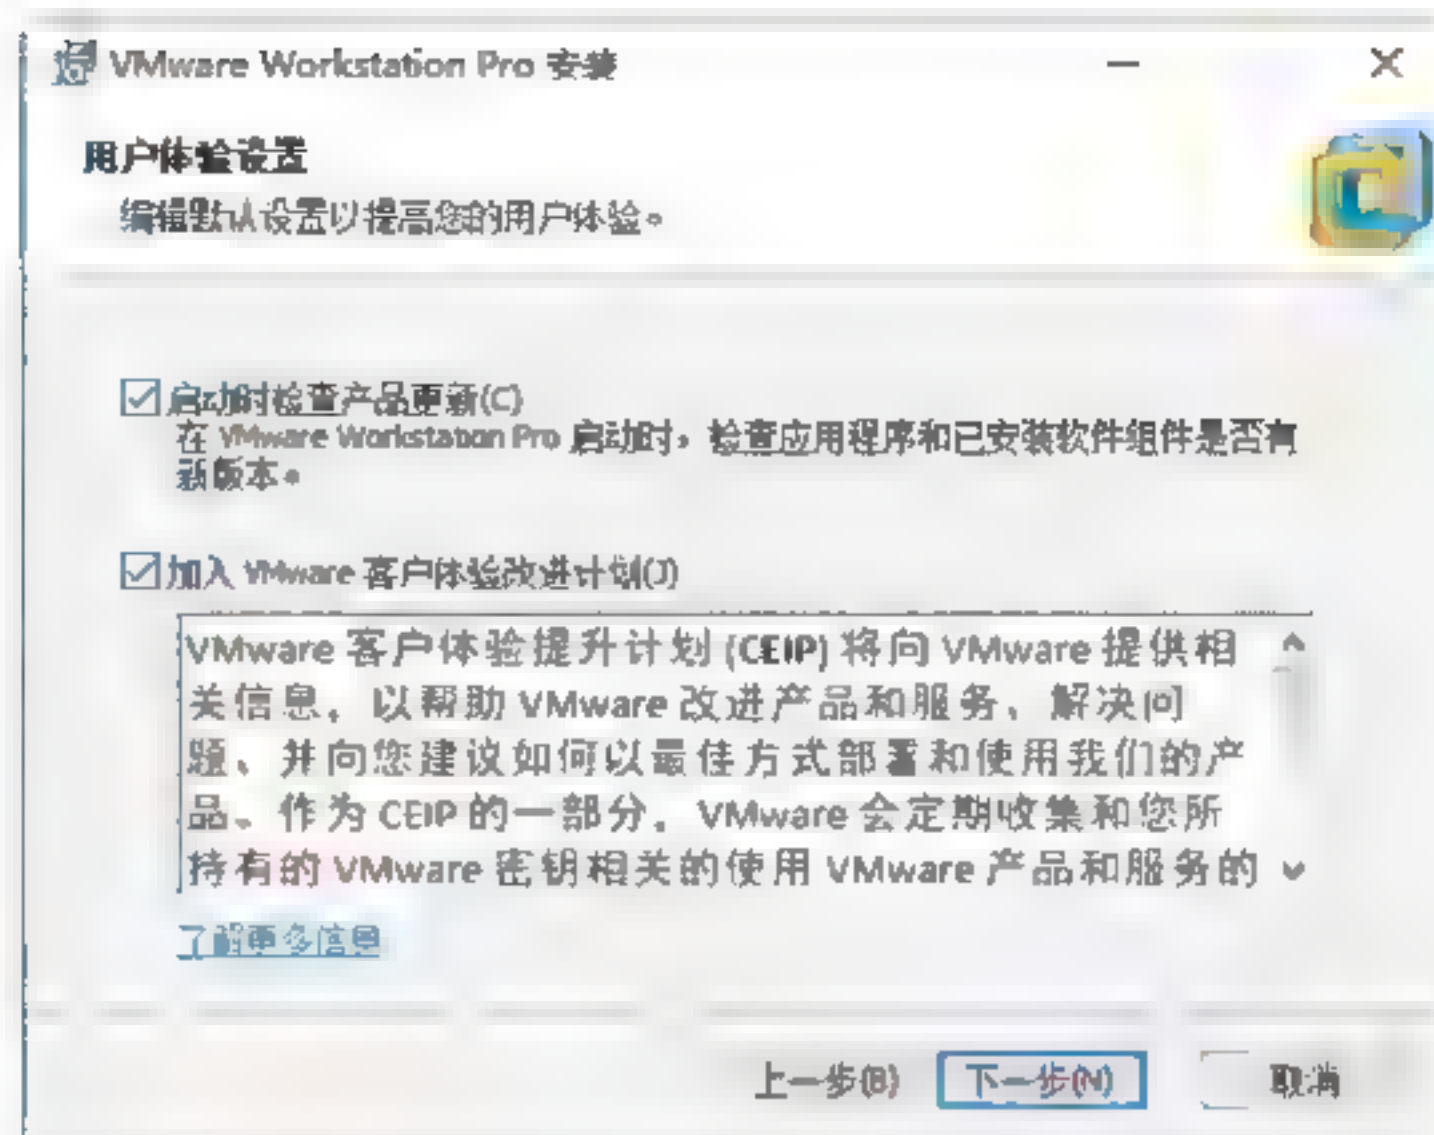 VMware Workstation Pro 安装
用户体验设置
编辑默认设置以提高您的用户体验。
启动时检查产品更新(C)
在 VMware Workstation Pro 启动时，检查应用程序和已安装软件组件是否有
新版本。
加入 VMware 客户体验改进计划(J)
VMware 客户体验提升计划 (CEIP) 将向 VMware 提供相
关信息，以帮助 VMware 改进产品和服务、解决问
题、并向您建议如何以最佳方式部署和使用我们的产
品。作为 CEIP 的一部分，VMware 会定期收集和您所
持有的 VMware 密钥相关的使用 VMware 产品和服务的
了解更多信息
上一步(B) 下一步(N) 取消